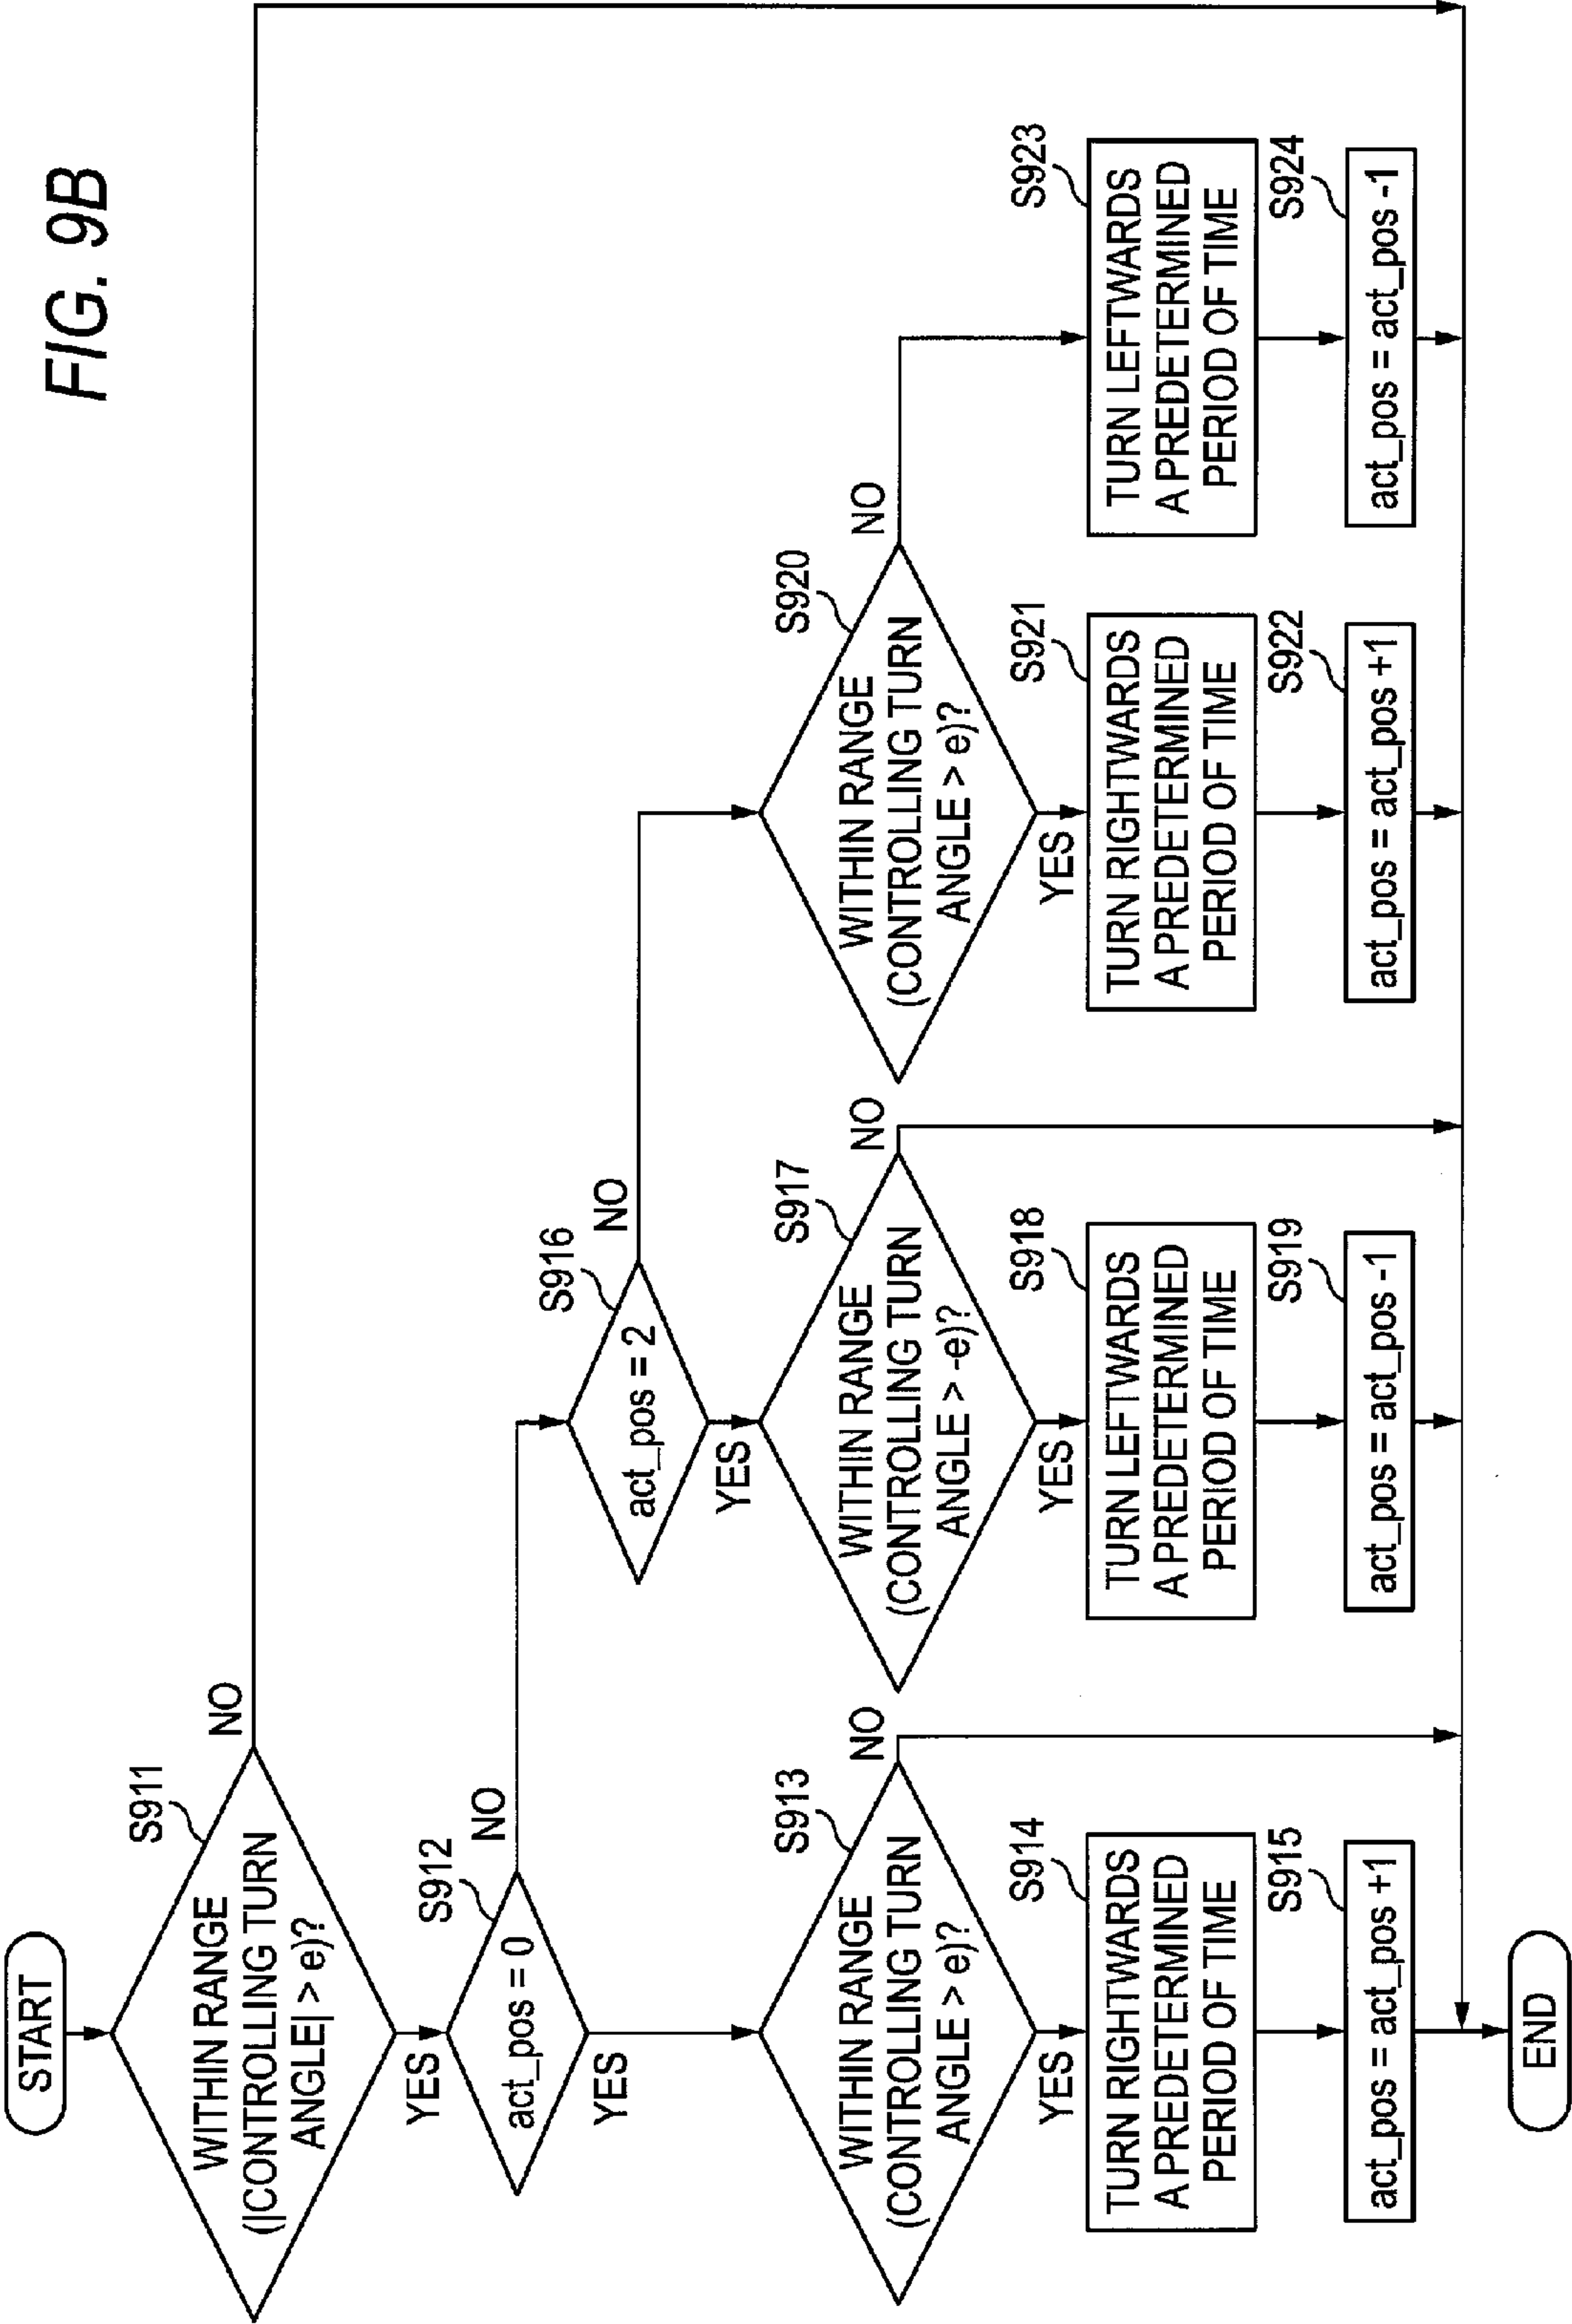 FIG. 9B
START
S911
WITHIN RANGE
(|CONTROLLING TURN
ANGLE| > e)?
NO
YES
S912
act_pos = 0
NO
YES
S913
WITHIN RANGE
(CONTROLLING TURN
ANGLE > e)?
NO
YES
S914
TURN RIGHTWARDS
A PREDETERMINED
PERIOD OF TIME
S915
act_pos = act_pos +1
S916
act_pos = 2
NO
YES
S917
WITHIN RANGE
(CONTROLLING TURN
ANGLE > -e)?
NO
YES
S918
TURN LEFTWARDS
A PREDETERMINED
PERIOD OF TIME
S919
act_pos = act_pos -1
S920
WITHIN RANGE
(CONTROLLING TURN
ANGLE > e)?
NO
YES
S921
TURN RIGHTWARDS
A PREDETERMINED
PERIOD OF TIME
S922
act_pos = act_pos +1
S923
TURN LEFTWARDS
A PREDETERMINED
PERIOD OF TIME
S924
act_pos = act_pos -1
END